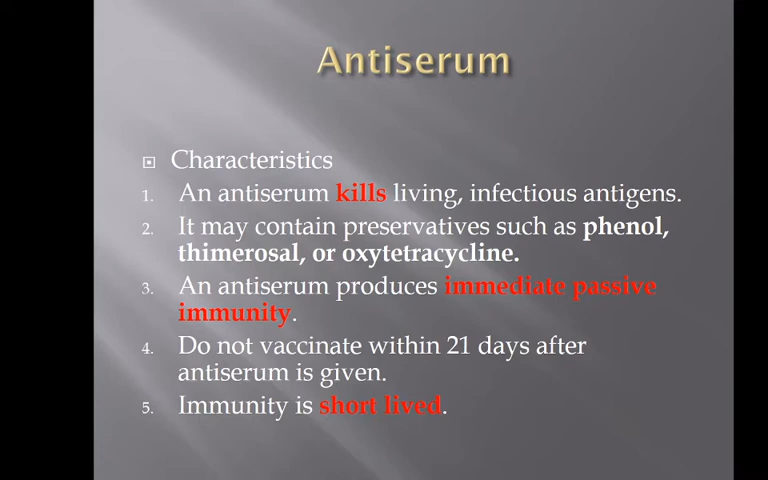 Antiserum
Characteristics
1. An antiserum kills living, infectious antigens.
2. It may contain preservatives such as phenol,
thimerosal, or oxytetracycline.
3. An antiserum produces immediate passive
immunity.
4. Do not vaccinate within 21 days after
antiserum is given.
5. Immunity is short lived.